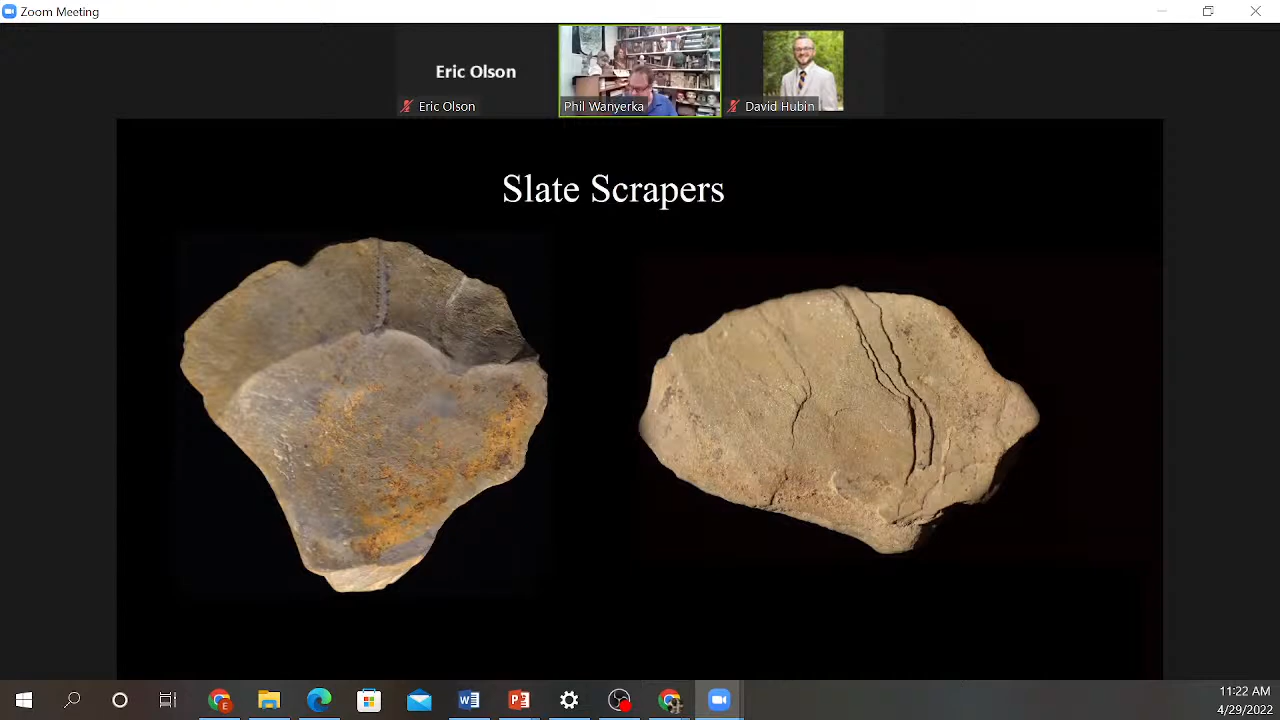 Zoom Meeting
Eric Olson
Eric Olson
Phil Wanyerka
David Hubin
Slate Scrapers
E
W
P
11:22 AM
4/29/2022